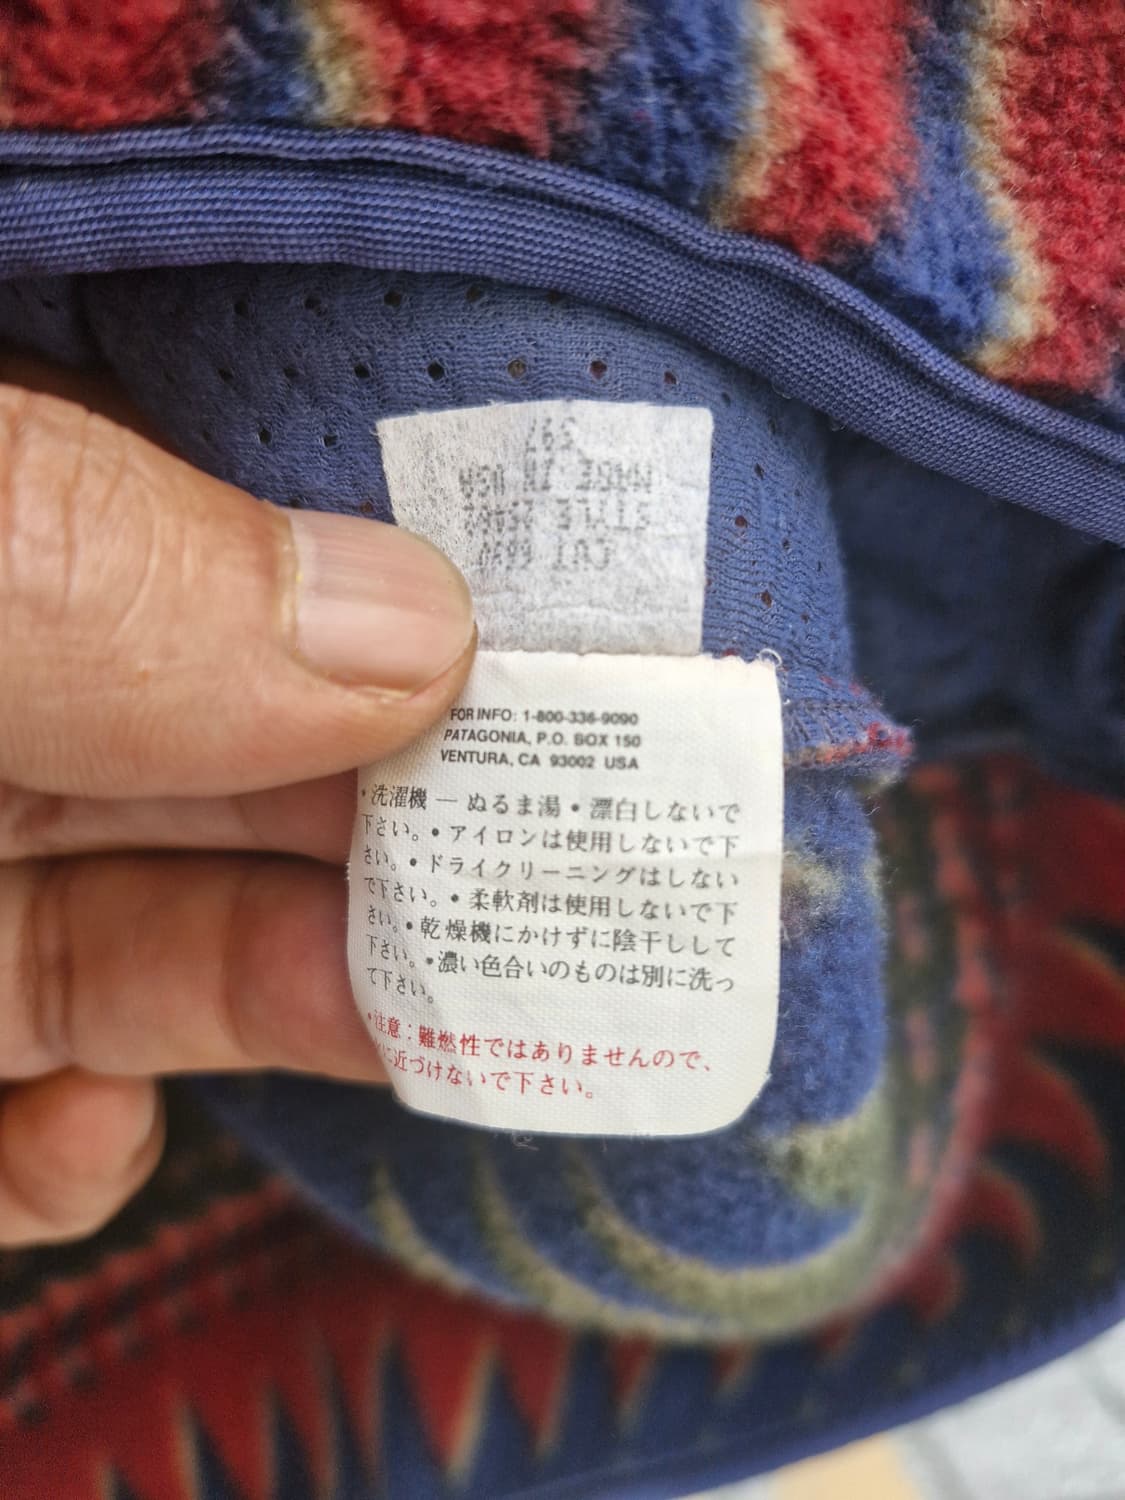 MADE IN USA
FOR INFO: 1-800-336-9090
PATAGONIA, P.O. BOX 150
VENTURA, CA 93002 USA
• 洗濯機 — ぬるま湯 • 漂白しないで
下さい。• アイロンは使用しないで下
さい。• ドライクリーニングはしない
で下さい。• 柔軟剤は使用しないで下
さい。• 乾燥機にかけずに陰干しして
下さい。• 濃い色合いのものは別に洗っ
て下さい。
• 注意：難燃性ではありませんので、
に近づけないで下さい。